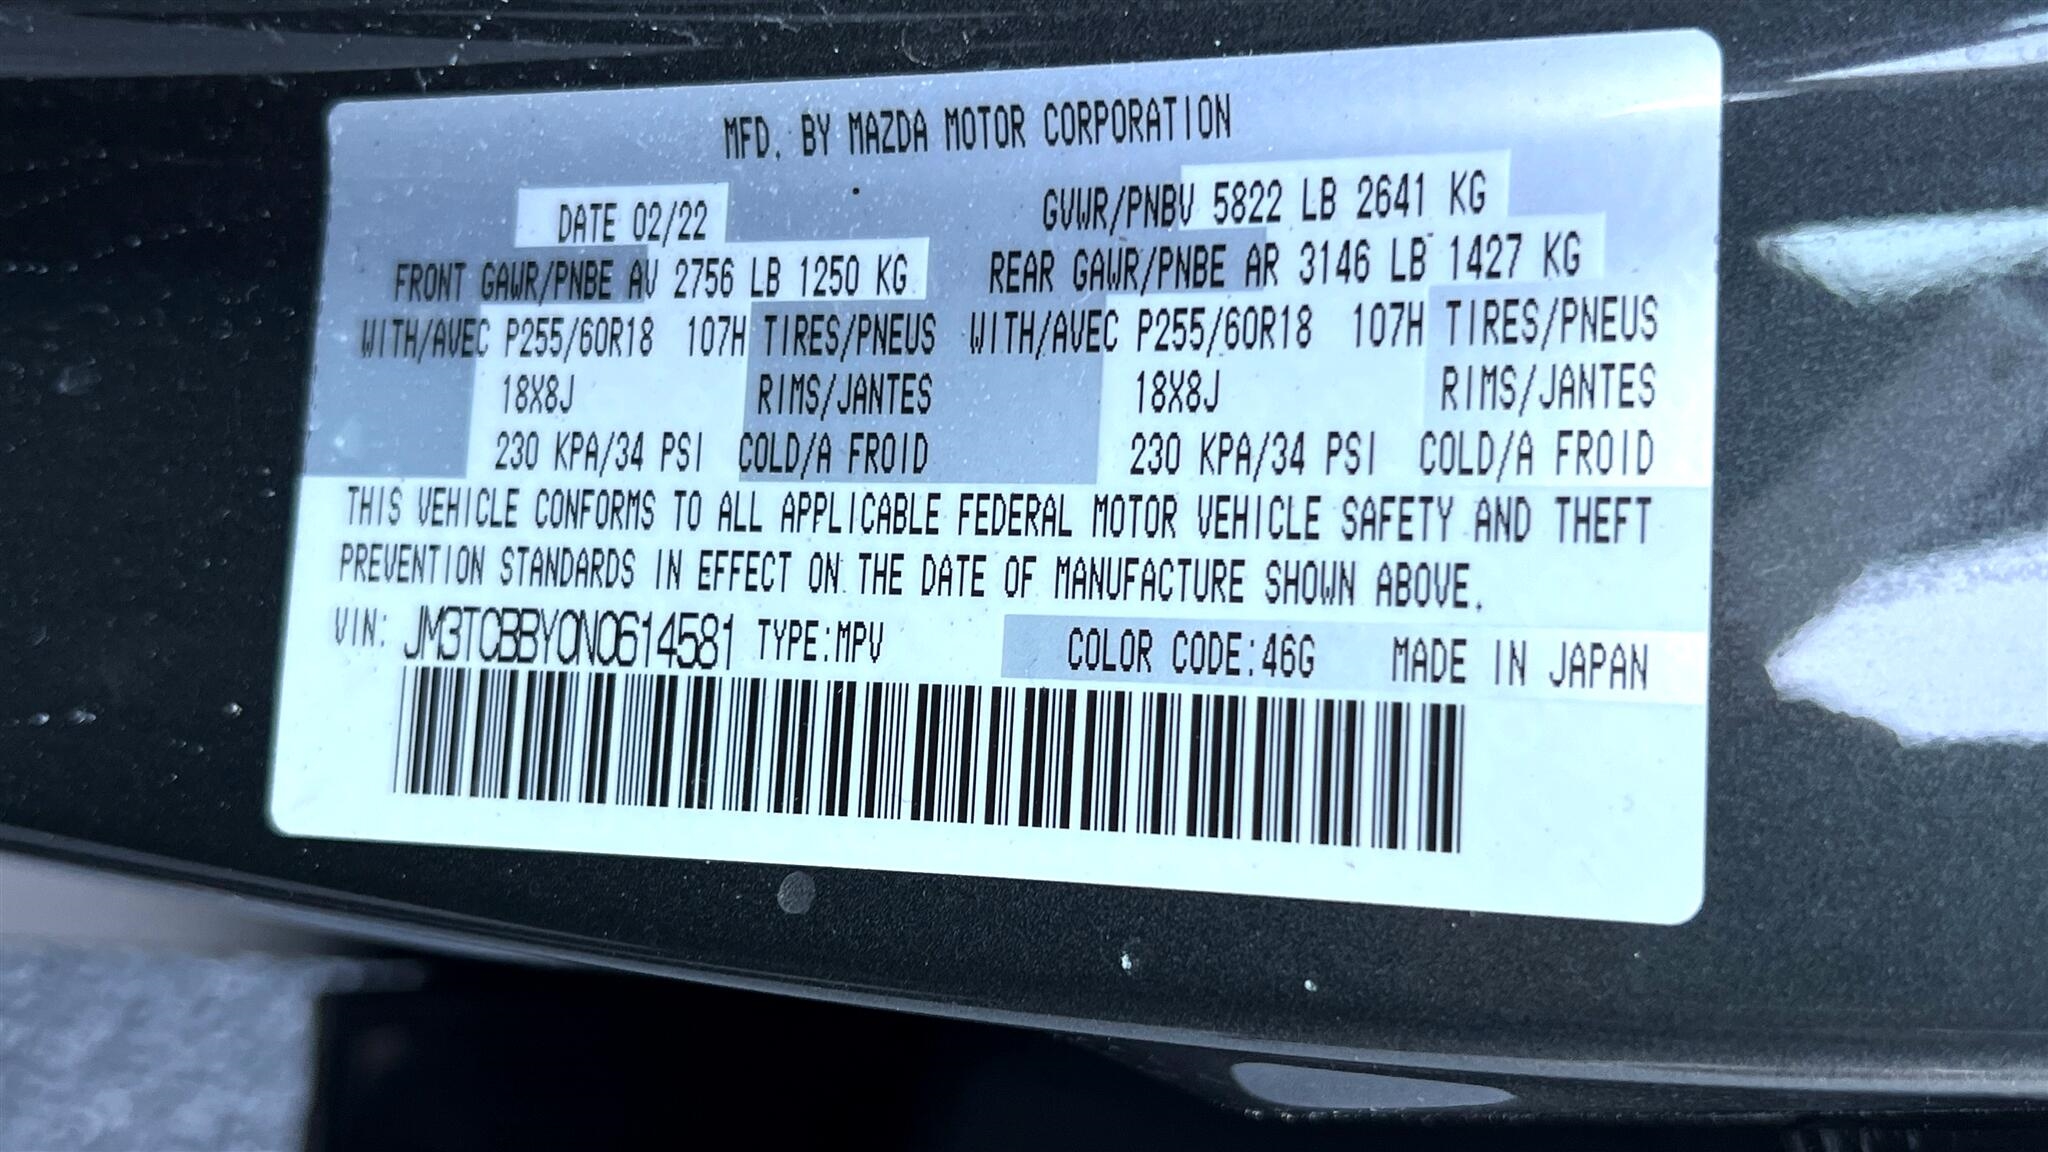 MFD. BY MAZDA MOTOR CORPORATION
DATE 02/22 GVWR/PNBV 5822 LB 2641 KG
FRONT GAWR/PNBE AV 2756 LB 1250 KG REAR GAWR/PNBE AR 3146 LB 1427 KG
WITH/AVEC P255/60R18 107H TIRES/PNEUS WITH/AVEC P255/60R18 107H TIRES/PNEUS
18X8J RIMS/JANTES 18X8J RIMS/JANTES
230 KPA/34 PSI COLD/A FROID 230 KPA/34 PSI COLD/A FROID
THIS VEHICLE CONFORMS TO ALL APPLICABLE FEDERAL MOTOR VEHICLE SAFETY AND THEFT
PREVENTION STANDARDS IN EFFECT ON THE DATE OF MANUFACTURE SHOWN ABOVE.
VIN: JM3TCBBY0N0614581 TYPE:MPV COLOR CODE:46G MADE IN JAPAN